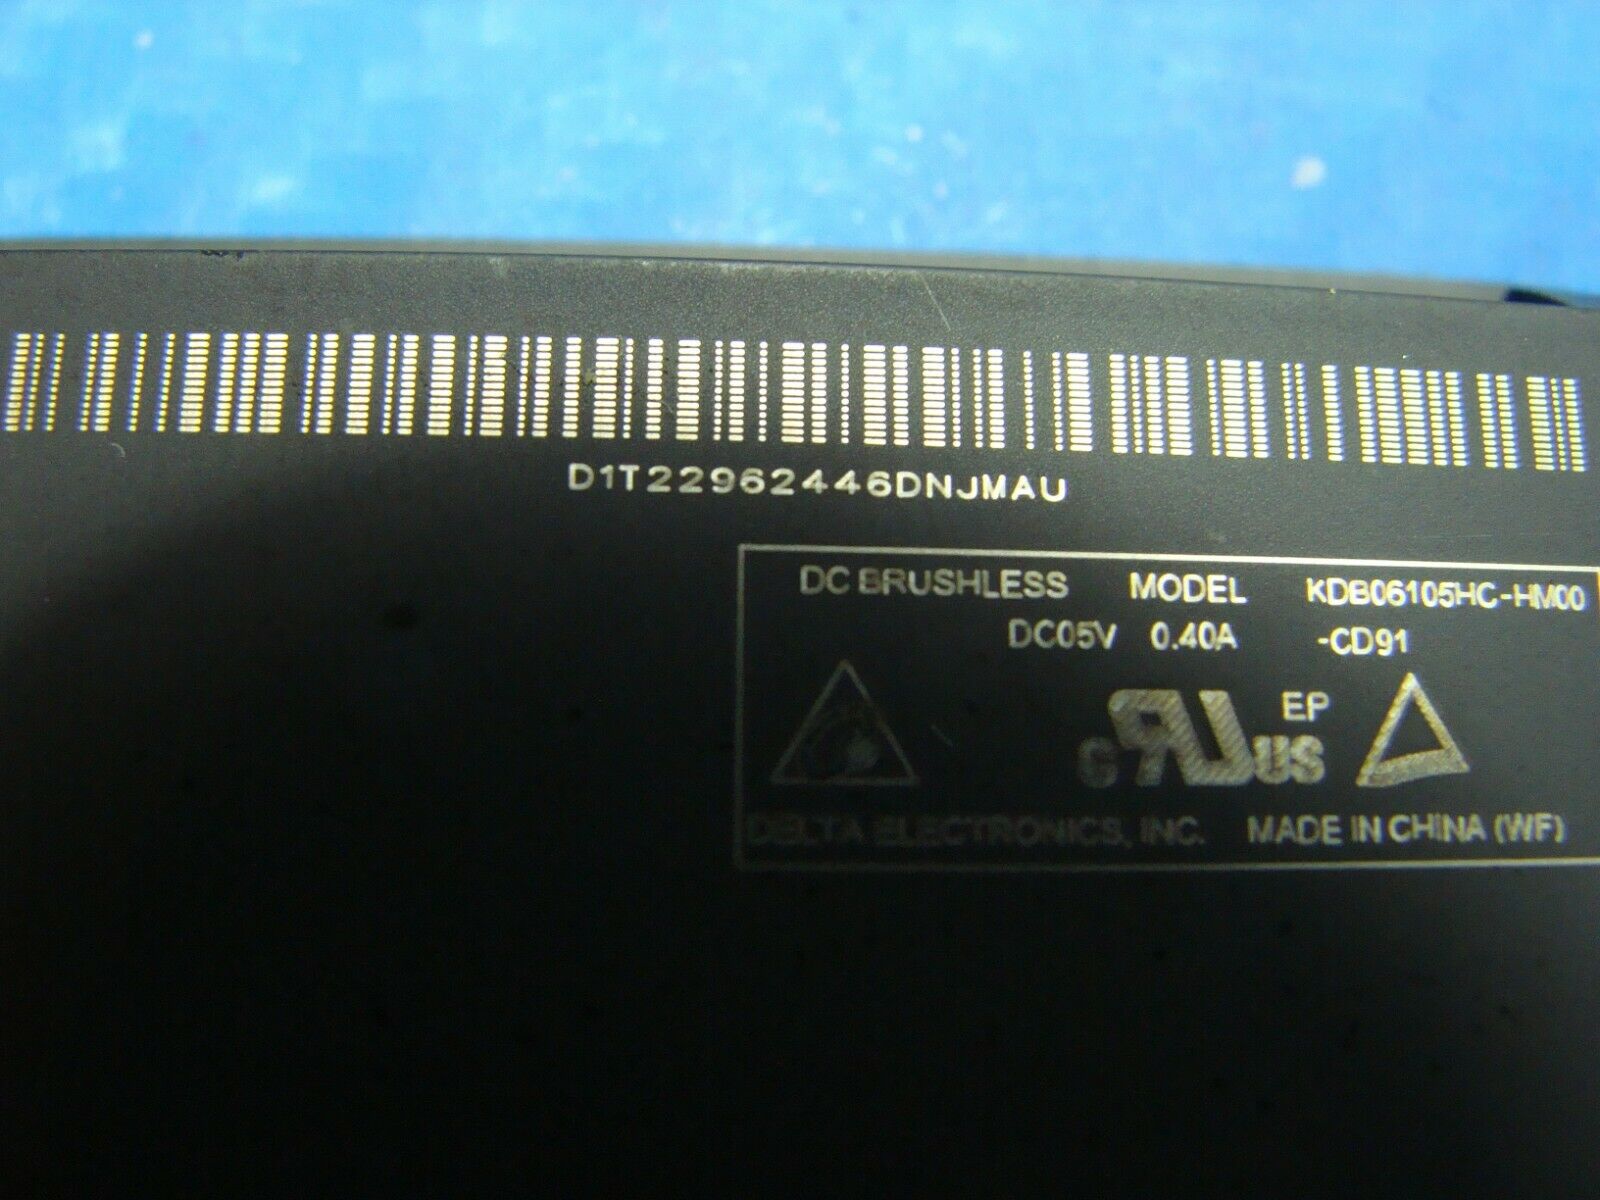 D1T22962446DNJMAU
DC BRUSHLESS MODEL KDB06105HC-HM00
DC05V 0.40A -CD91
c RU US EP
DELTA ELECTRONICS, INC. MADE IN CHINA (WF)